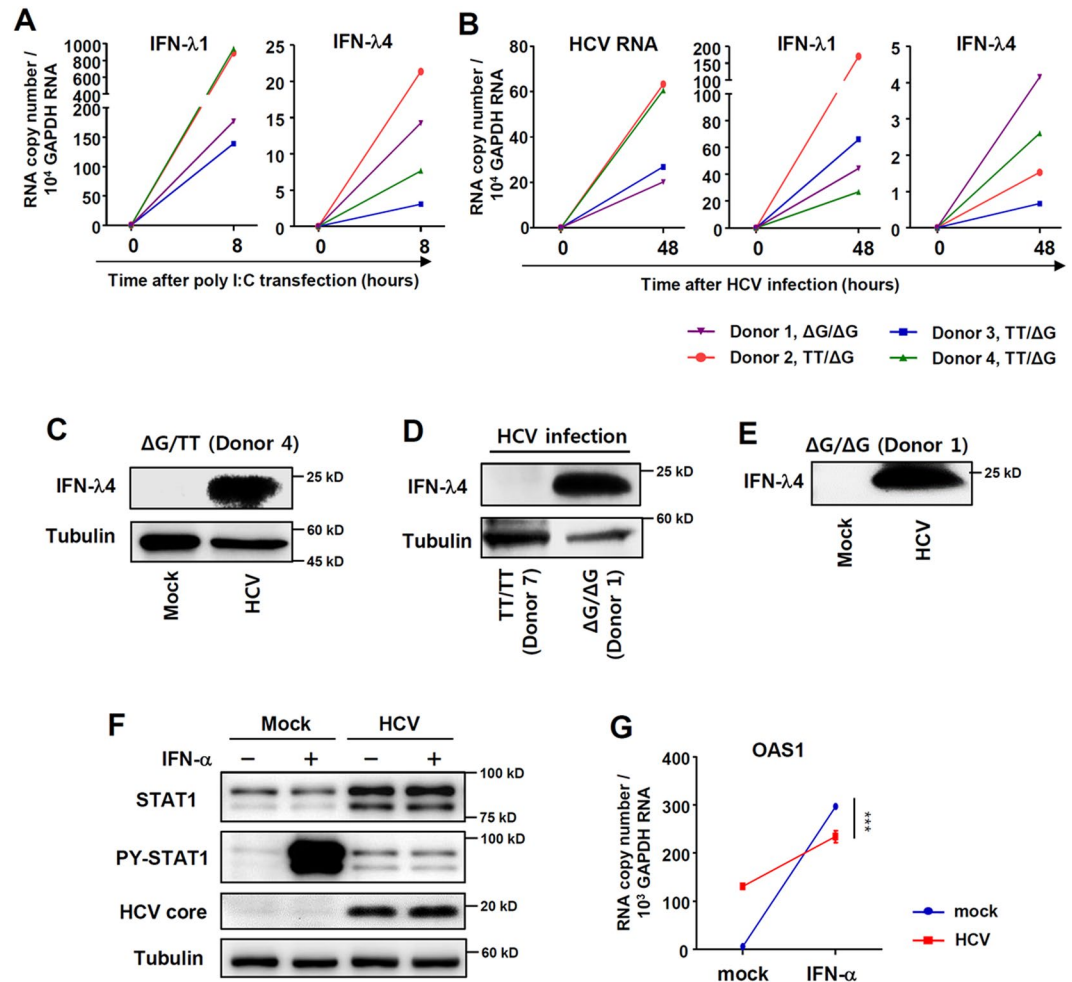 A
IFN-λ1
IFN-λ4
RNA copy number /
10⁴ GAPDH RNA
1000
800
600
400
200
150
100
50
0
0
8
25
20
15
10
5
0
0
8
Time after poly I:C transfection (hours)
B
HCV RNA
IFN-λ1
IFN-λ4
RNA copy number /
10⁴ GAPDH RNA
80
60
40
20
0
0
48
200
150
100
100
80
60
40
20
0
0
48
5
4
3
2
1
0
0
48
Time after HCV infection (hours)
Donor 1, ΔG/ΔG
Donor 3, TT/ΔG
Donor 2, TT/ΔG
Donor 4, TT/ΔG
C
ΔG/TT (Donor 4)
IFN-λ4
25 kD
Tubulin
60 kD
45 kD
Mock
HCV
D
HCV infection
IFN-λ4
25 kD
60 kD
Tubulin
TT/TT
(Donor 7)
ΔG/ΔG
(Donor 1)
E
ΔG/ΔG (Donor 1)
IFN-λ4
25 kD
Mock
HCV
F
Mock
HCV
IFN-α
− + − +
100 kD
STAT1
75 kD
100 kD
PY-STAT1
HCV core
20 kD
Tubulin
60 kD
G
OAS1
RNA copy number /
10³ GAPDH RNA
400
300
200
100
0
***
mock
IFN-α
mock
HCV